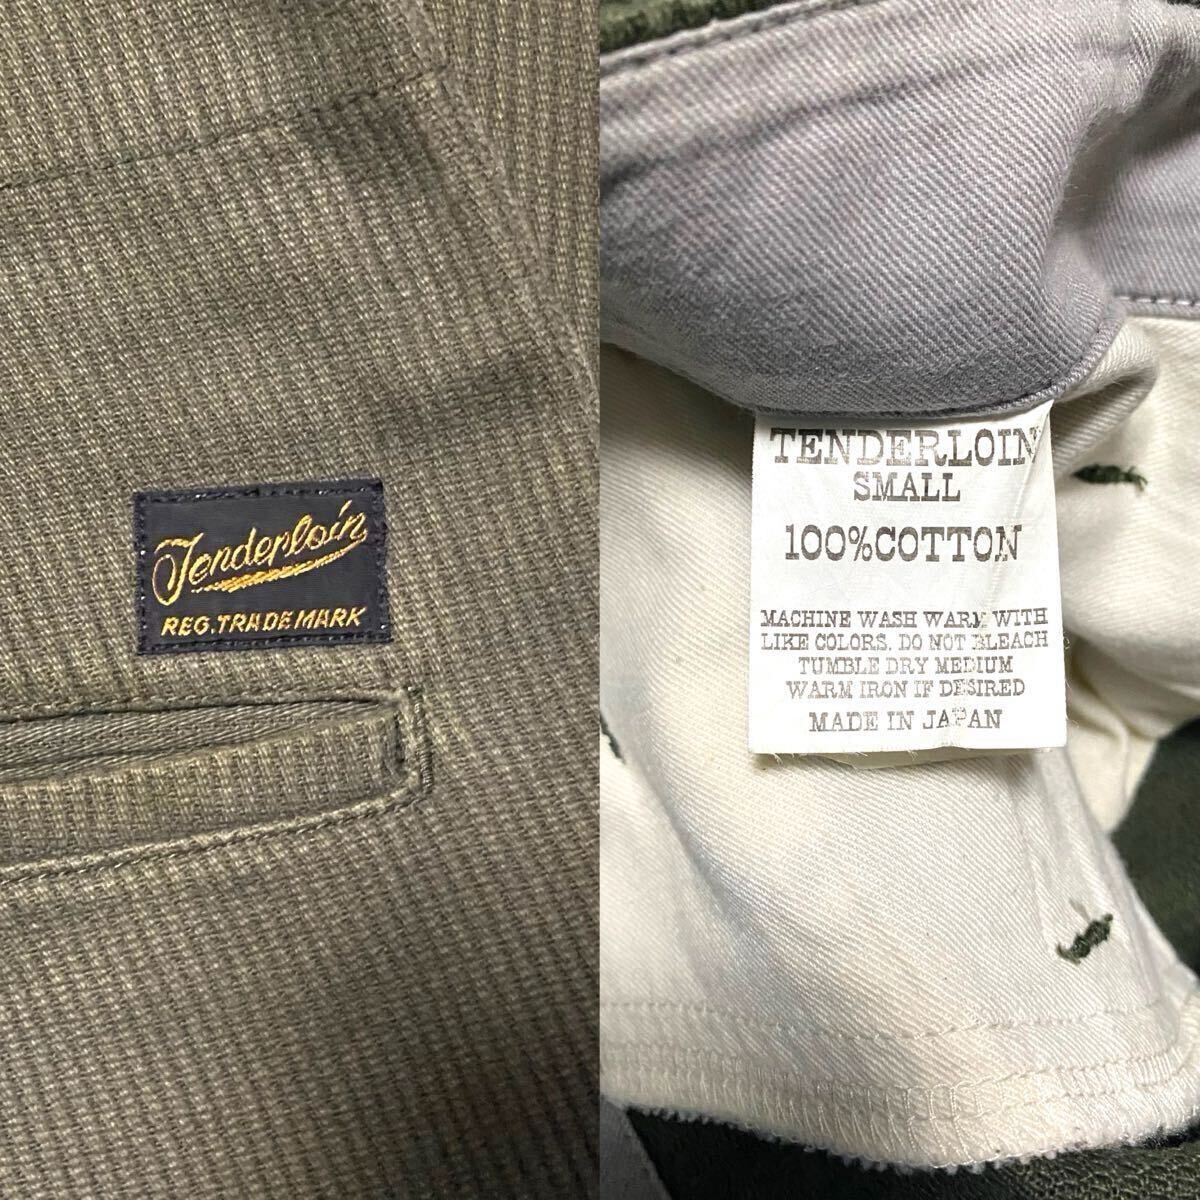 Tenderloin
REG. TRADE MARK
TENDERLOIN
SMALL
100%COTTON
MACHINE WASH WARM WITH
LIKE COLORS. DO NOT BLEACH
TUMBLE DRY MEDIUM
WARM IRON IF DESIRED
MADE IN JAPAN